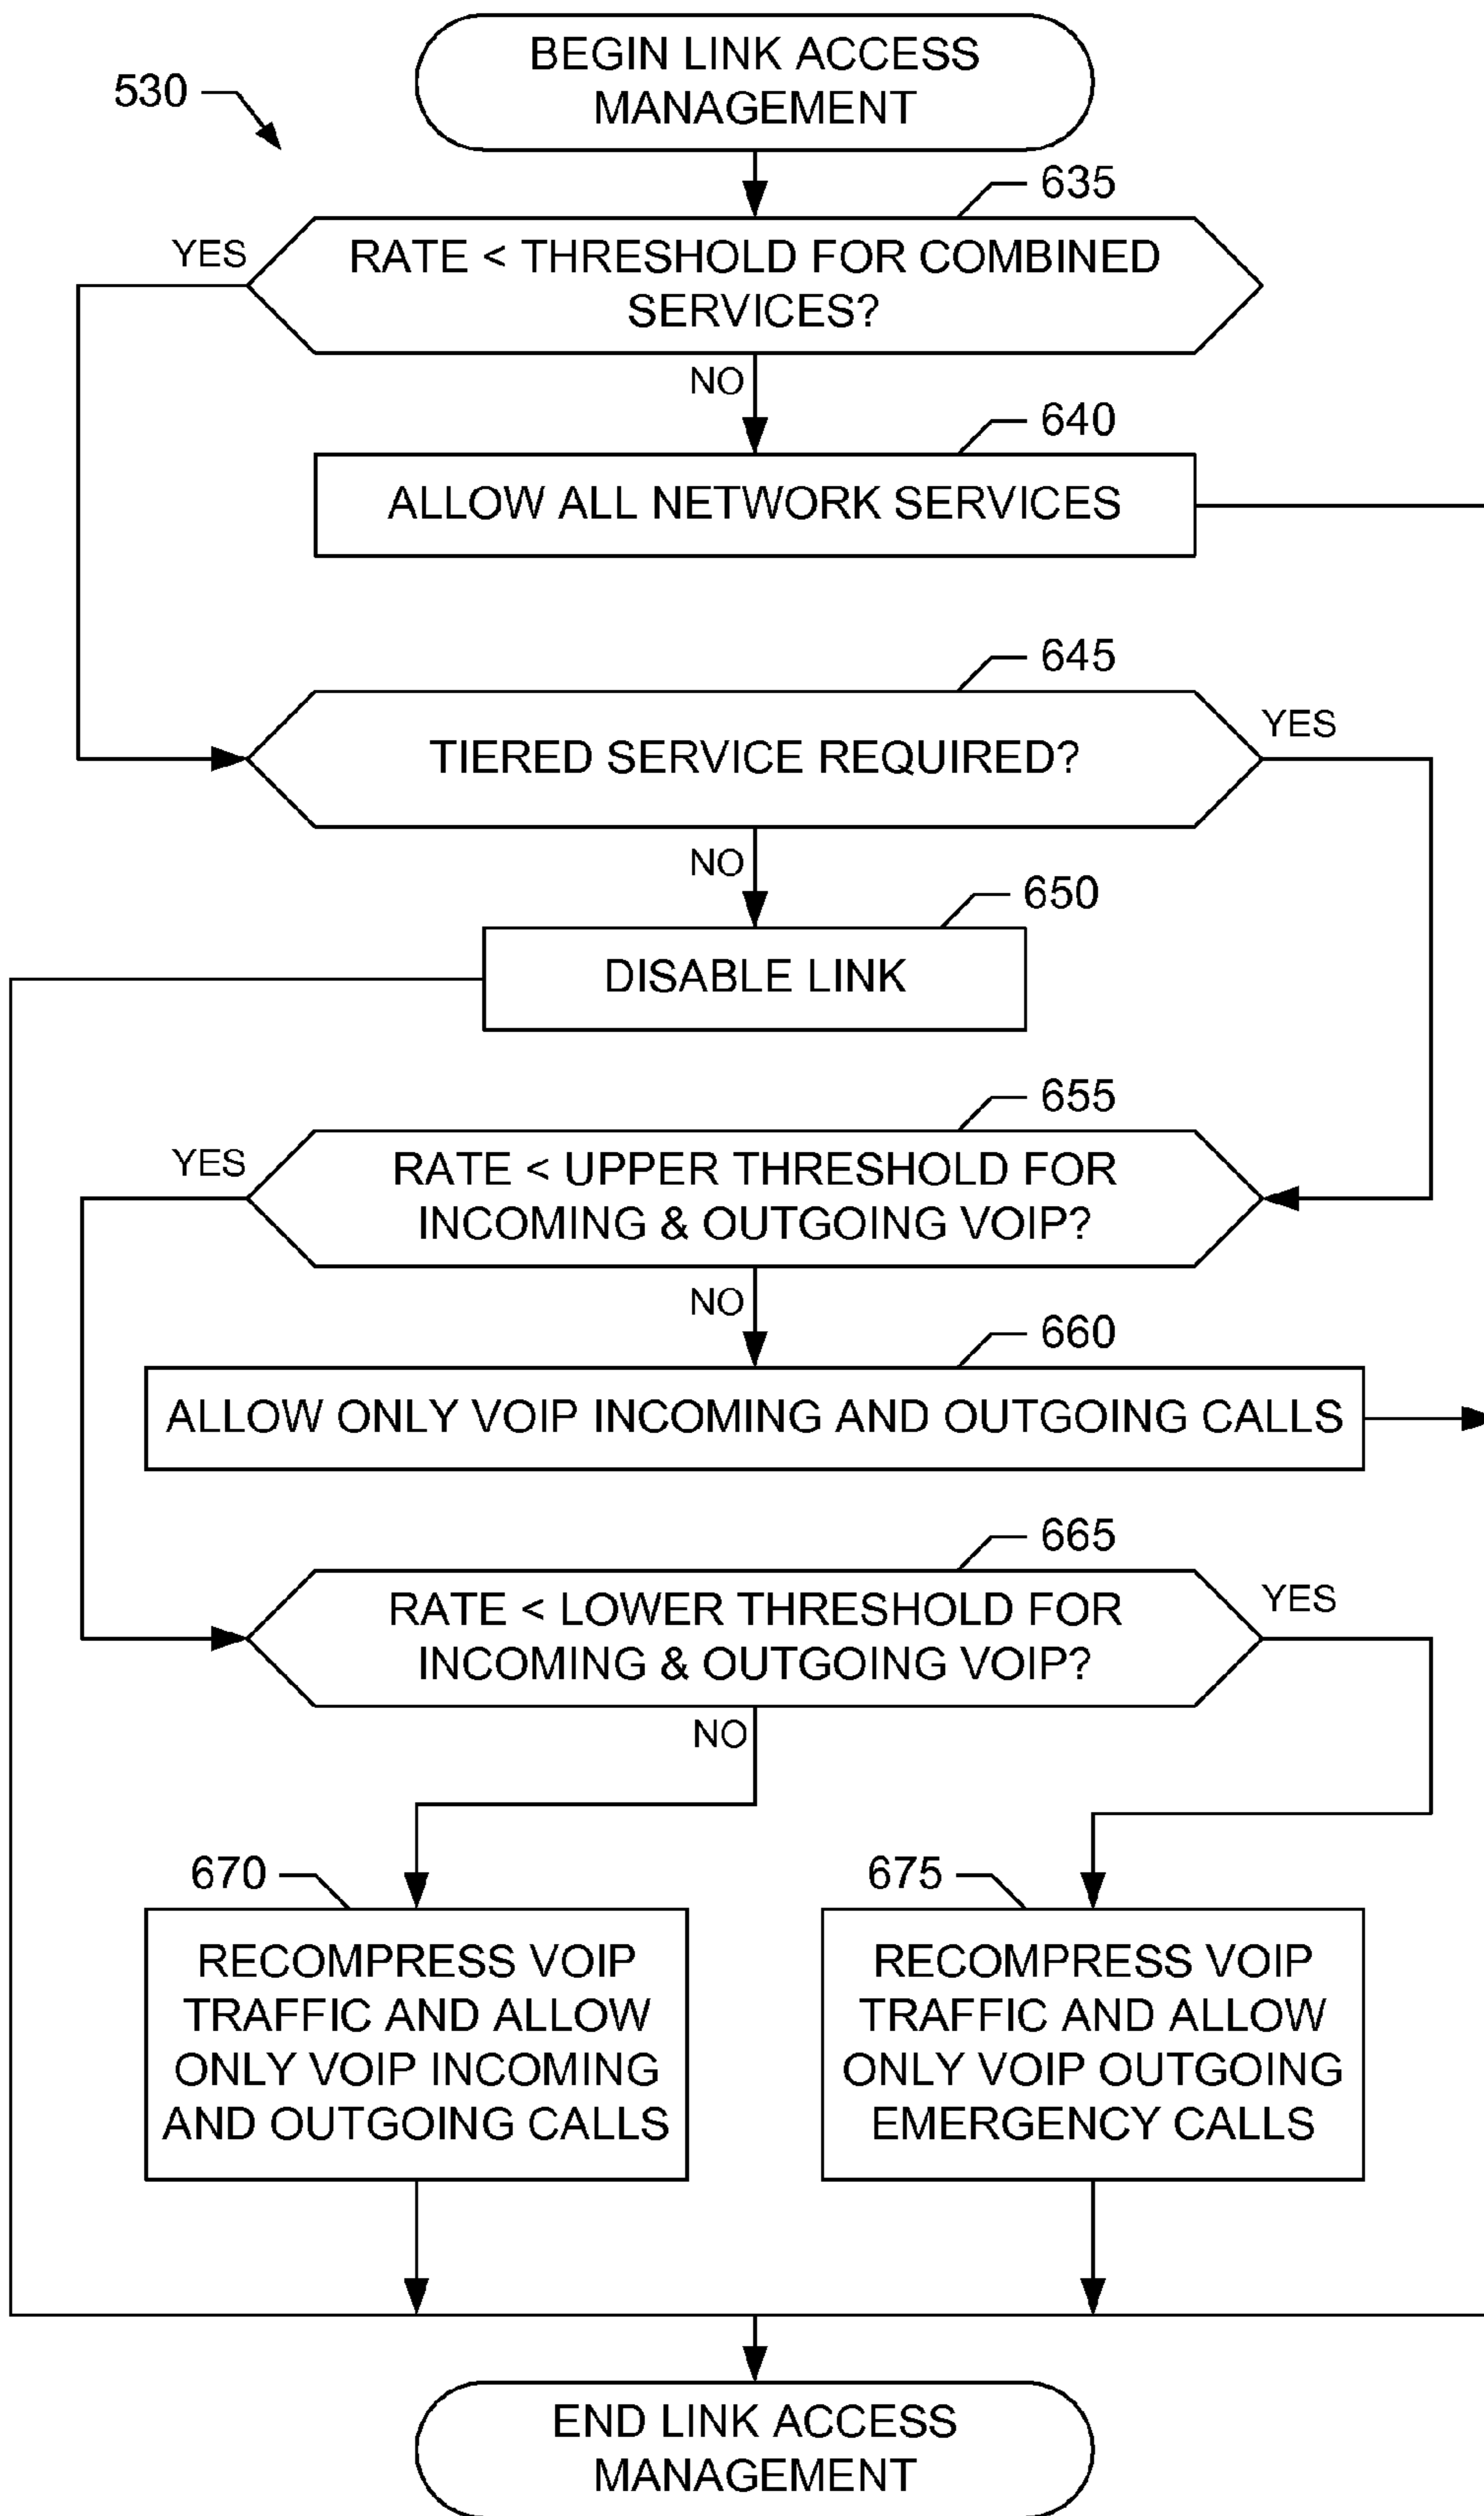 BEGIN LINK ACCESS
MANAGEMENT
530
635
YES
RATE < THRESHOLD FOR COMBINED
SERVICES?
NO
640
ALLOW ALL NETWORK SERVICES
645
YES
TIERED SERVICE REQUIRED?
NO
650
DISABLE LINK
655
YES
RATE < UPPER THRESHOLD FOR
INCOMING & OUTGOING VOIP?
NO
660
ALLOW ONLY VOIP INCOMING AND OUTGOING CALLS
665
RATE < LOWER THRESHOLD FOR
INCOMING & OUTGOING VOIP?
YES
NO
670
RECOMPRESS VOIP
TRAFFIC AND ALLOW
ONLY VOIP INCOMING
AND OUTGOING CALLS
675
RECOMPRESS VOIP
TRAFFIC AND ALLOW
ONLY VOIP OUTGOING
EMERGENCY CALLS
END LINK ACCESS
MANAGEMENT